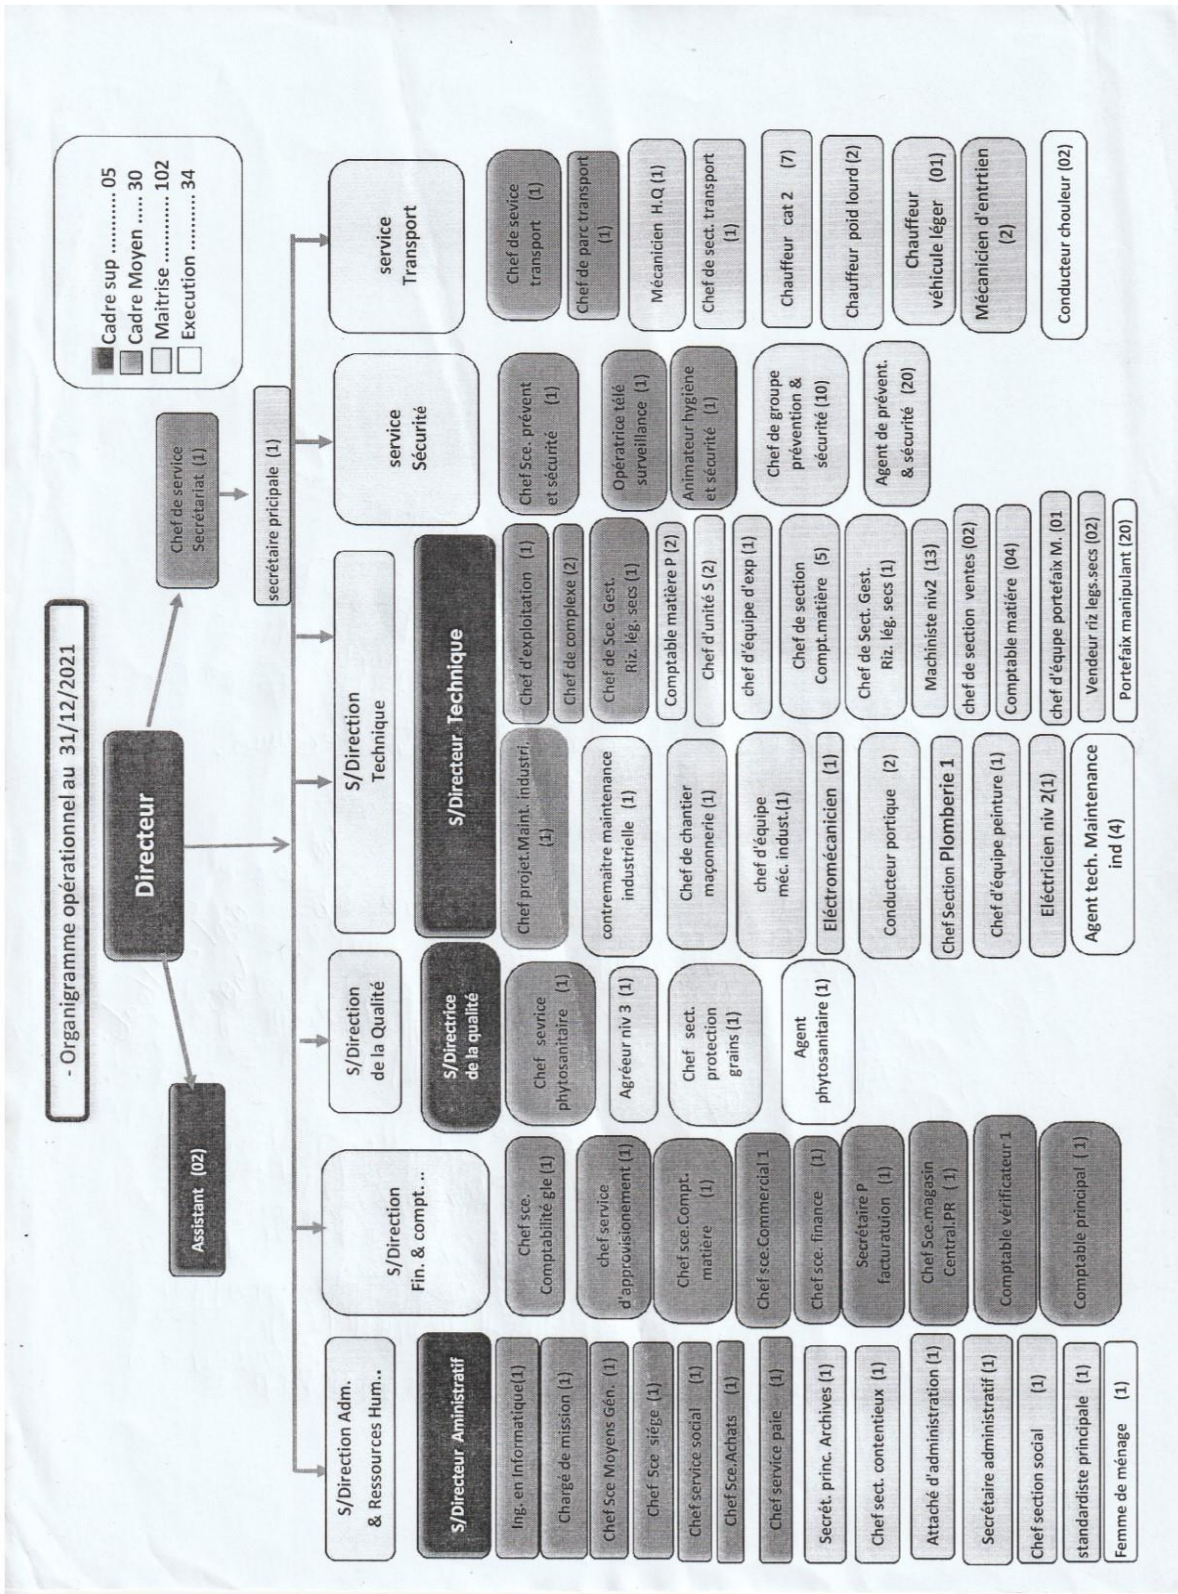 - Organigramme opérationnel au 31/12/2021
Cadre sup ............ 05
Cadre Moyen ...... 30
Maitrise ................ 102
Execution ........... 34
Directeur
Assistant (02)
Chef de service
Secrétariat (1)
secrétaire pricipale (1)
S/Direction Adm.
& Ressources Hum..
S/Directeur Aministratif
Ing. en Informatique(1)
Chargé de mission (1)
Chef Sce Moyens Gén. (1)
Chef Sce siége (1)
Chef service social (1)
Chef Sce.Achats (1)
Chef service paie (1)
Secrét. princ. Archives (1)
Chef sect. contentieux (1)
Attaché d'administration (1)
Secrétaire administratif (1)
Chef section social (1)
standardiste principale (1)
Femme de ménage (1)
S/Direction
Fin. & compt. ..
Chef sce.
Comptabilité gle (1)
chef service
d'approvisionement (1)
Chef sce.Compt.
matière (1)
Chef sce.Commercial 1
Chef sce. finance (1)
Secrétaire P
facturatuion (1)
Chef Sce.magasin
Central.PR ( 1)
Comptable vérificateur 1
Comptable principal ( 1)
S/Direction
de la Qualité
S/Directrice
de la qualité
Chef sevrice
phytosanitaire (1)
Agréeur niv 3 (1)
Chef sect.
protection
grains (1)
Agent
phytosanitaire (1)
S/Direction
Technique
S/Directeur Technique
Chef projet.Maint. industri.
(1)
contremaitre maintenance
industrielle (1)
Chef de chantier
maçonnerie (1)
chef d'équipe
méc. indust.(1)
Eléctromécanicien (1)
Conducteur portique (2)
Chef Section Plomberie 1
Chef d'équipe peinture (1)
Eléctricien niv 2(1)
Agent tech. Maintenance
ind (4)
Chef d'exploitation (1)
Chef de complexe (2)
Chef de Sce. Gest.
Riz. lég. secs (1)
Comptable matière P (2)
Chef d'unité S (2)
chef d'équipe d'exp (1)
Chef de section
Compt.matière (5)
Chef de Sect. Gest.
Riz. lég. secs (1)
Machiniste niv2 (13)
chef de section ventes (02)
Comptable matiére (04)
chef d'équpe portefaix M. (01
Vendeur riz legs.secs (02)
Portefaix manipulant (20)
service
Sécurité
Chef Sce. prévent
et sécurité (1)
Opératrice télé
surveillance (1)
Animateur hygiène
et sécurité (1)
Chef de groupe
prévention &
sécurité (10)
Agent de prévent.
& sécurité (20)
service
Transport
Chef de sevice
transport (1)
Chef de parc transport
(1)
Mécanicien H.Q (1)
Chef de sect. transport
(1)
Chauffeur cat 2 (7)
Chauffeur poid lourd (2)
Chauffeur
véhicule léger (01)
Mécanicien d'entrtien
(2)
Conducteur chouleur (02)